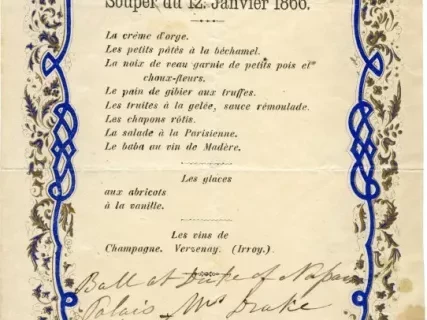 Souper du 12. Janvier 1866.
La crème d'orge.
Les petits pâtés à la béchamel.
La noix de veau garnie de petits pois et
choux-fleurs.
Le pain de gibier aux truffes.
Les truites à la gelée, sauce rémoulade.
Les chapons rôtis.
La salade à la Parisienne.
Le baba au vin de Madère.
Les glaces
aux abricots
à la vanille.
Les vins de
Champagne. Verzenay. (Irroy.)
Ball at Duke of Nassau
Palais Mrs Drake